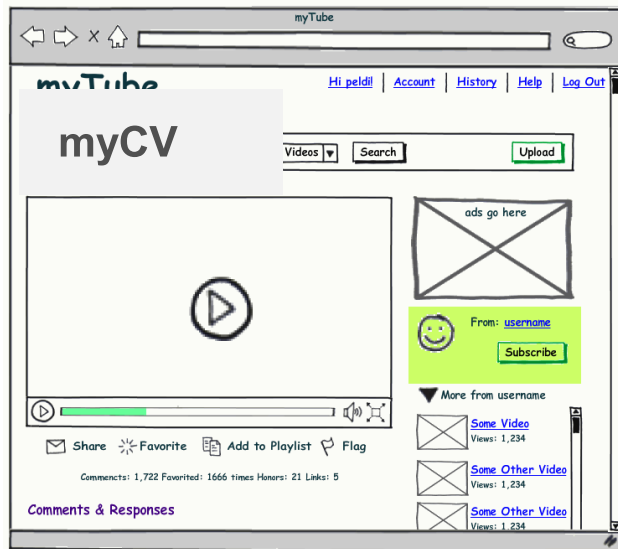 myTube
myTube
Hi peldi! Account History Help Log Out
myCV
Videos Search Upload
ads go here
From: username
Subscribe
More from username
Some Video
Views: 1,234
Some Other Video
Views: 1,234
Some Other Video
Views: 1,234
Share Favorite Add to Playlist Flag
Commencts: 1,722 Favorited: 1666 times Honors: 21 Links: 5
Comments & Responses